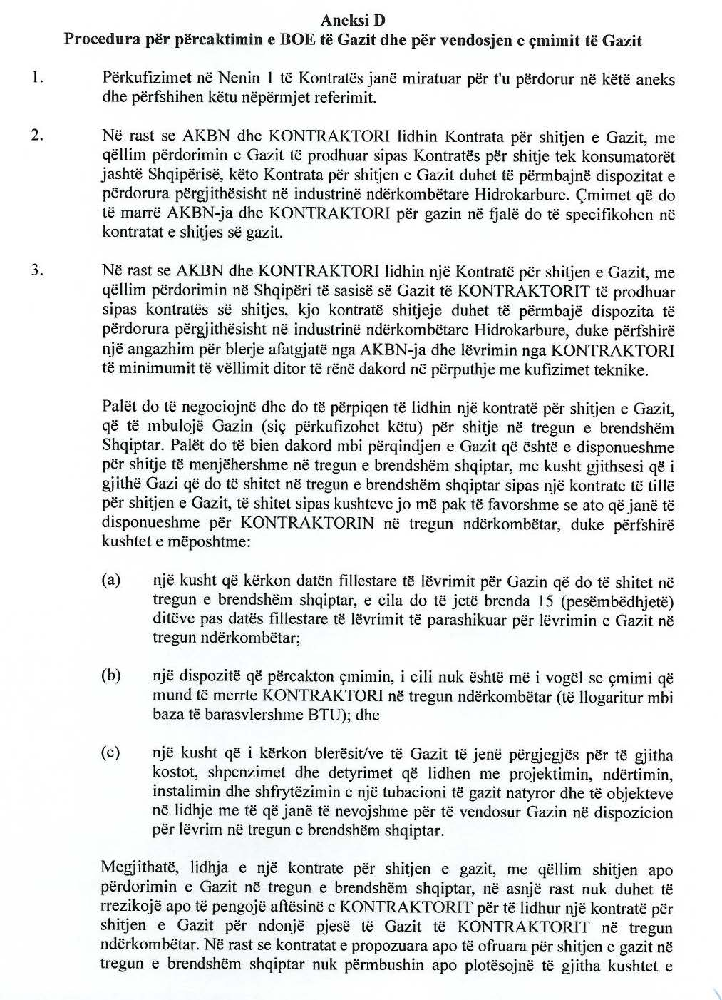 Aneksi D
Procedura për përcaktimin e BOE të Gazit dhe për vendosjen e çmimit të Gazit
1. Përkufizimet në Nenin 1 të Kontratës janë miratuar për t'u përdorur në këtë aneks
dhe përfshihen këtu nëpërmjet referimit.
2. Në rast se AKBN dhe KONTRAKTORI lidhin Kontrata për shitjen e Gazit, me
qëllim përdorimin e Gazit të prodhuar sipas Kontratës për shitje tek konsumatorët
jashtë Shqipërisë, këto Kontrata për shitjen e Gazit duhet të përmbajnë dispozitat e
përdorura përgjithësisht në industrinë ndërkombëtare Hidrokarbure. Çmimet që do
të marrë AKBN-ja dhe KONTRAKTORI për gazin në fjalë do të specifikohen në
kontratat e shitjes së gazit.
3. Në rast se AKBN dhe KONTRAKTORI lidhin një Kontratë për shitjen e Gazit, me
qëllim përdorimin në Shqipëri të sasisë së Gazit të KONTRAKTORIT të prodhuar
sipas kontratës së shitjes, kjo kontratë shitjeje duhet të përmbajë dispozita të
përdorura përgjithësisht në industrinë ndërkombëtare Hidrokarbure, duke përfshirë
një angazhim për blerje afatgjatë nga AKBN-ja dhe lëvrimin nga KONTRAKTORI
të minimumit të vëllimit ditor të rënë dakord në përputhje me kufizimet teknike.
Palët do të negociojnë dhe do të përpiqen të lidhin një kontratë për shitjen e Gazit,
që të mbulojë Gazin (siç përkufizohet këtu) për shitje në tregun e brendshëm
Shqiptar. Palët do të bien dakord mbi përqindjen e Gazit që është e disponueshme
për shitje të menjëhershme në tregun e brendshëm shqiptar, me kusht gjithsesi që i
gjithë Gazi që do të shitet në tregun e brendshëm shqiptar sipas një kontrate të tillë
për shitjen e Gazit, të shitet sipas kushteve jo më pak të favorshme se ato që janë të
disponueshme për KONTRAKTORIN në tregun ndërkombëtar, duke përfshirë
kushtet e mëposhtme:
(a) një kusht që kërkon datën fillestare të lëvrimit për Gazin që do të shitet në
tregun e brendshëm shqiptar, e cila do të jetë brenda 15 (pesëmbëdhjetë)
ditëve pas datës fillestare të lëvrimit të parashikuar për lëvrimin e Gazit në
tregun ndërkombëtar;
(b) një dispozitë që përcakton çmimin, i cili nuk është më i vogël se çmimi që
mund të merrte KONTRAKTORI në tregun ndërkombëtar (të llogaritur mbi
baza të barasvlershme BTU); dhe
(c) një kusht që i kërkon blerësit/ve të Gazit të jenë përgjegjës për të gjitha
kostot, shpenzimet dhe detyrimet që lidhen me projektimin, ndërtimin,
instalimin dhe shfrytëzimin e një tubacioni të gazit natyror dhe të objekteve
në lidhje me të që janë të nevojshme për të vendosur Gazin në dispozicion
për lëvrim në tregun e brendshëm shqiptar.
Megjithatë, lidhja e një kontrate për shitjen e gazit, me qëllim shitjen apo
përdorimin e Gazit në tregun e brendshëm shqiptar, në asnjë rast nuk duhet të
rrezikojë apo të pengojë aftësinë e KONTRAKTORIT për të lidhur një kontratë për
shitjen e Gazit për ndonjë pjesë të Gazit të KONTRAKTORIT në tregun
ndërkombëtar. Në rast se kontratat e propozuara apo të ofruara për shitjen e gazit në
tregun e brendshëm shqiptar nuk përmbushin apo plotësojnë të gjitha kushtet e